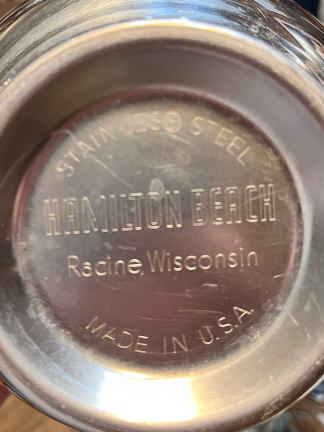 STAINLESS STEEL
HAMILTON BEACH
Racine, Wisconsin
MADE IN U.S.A.